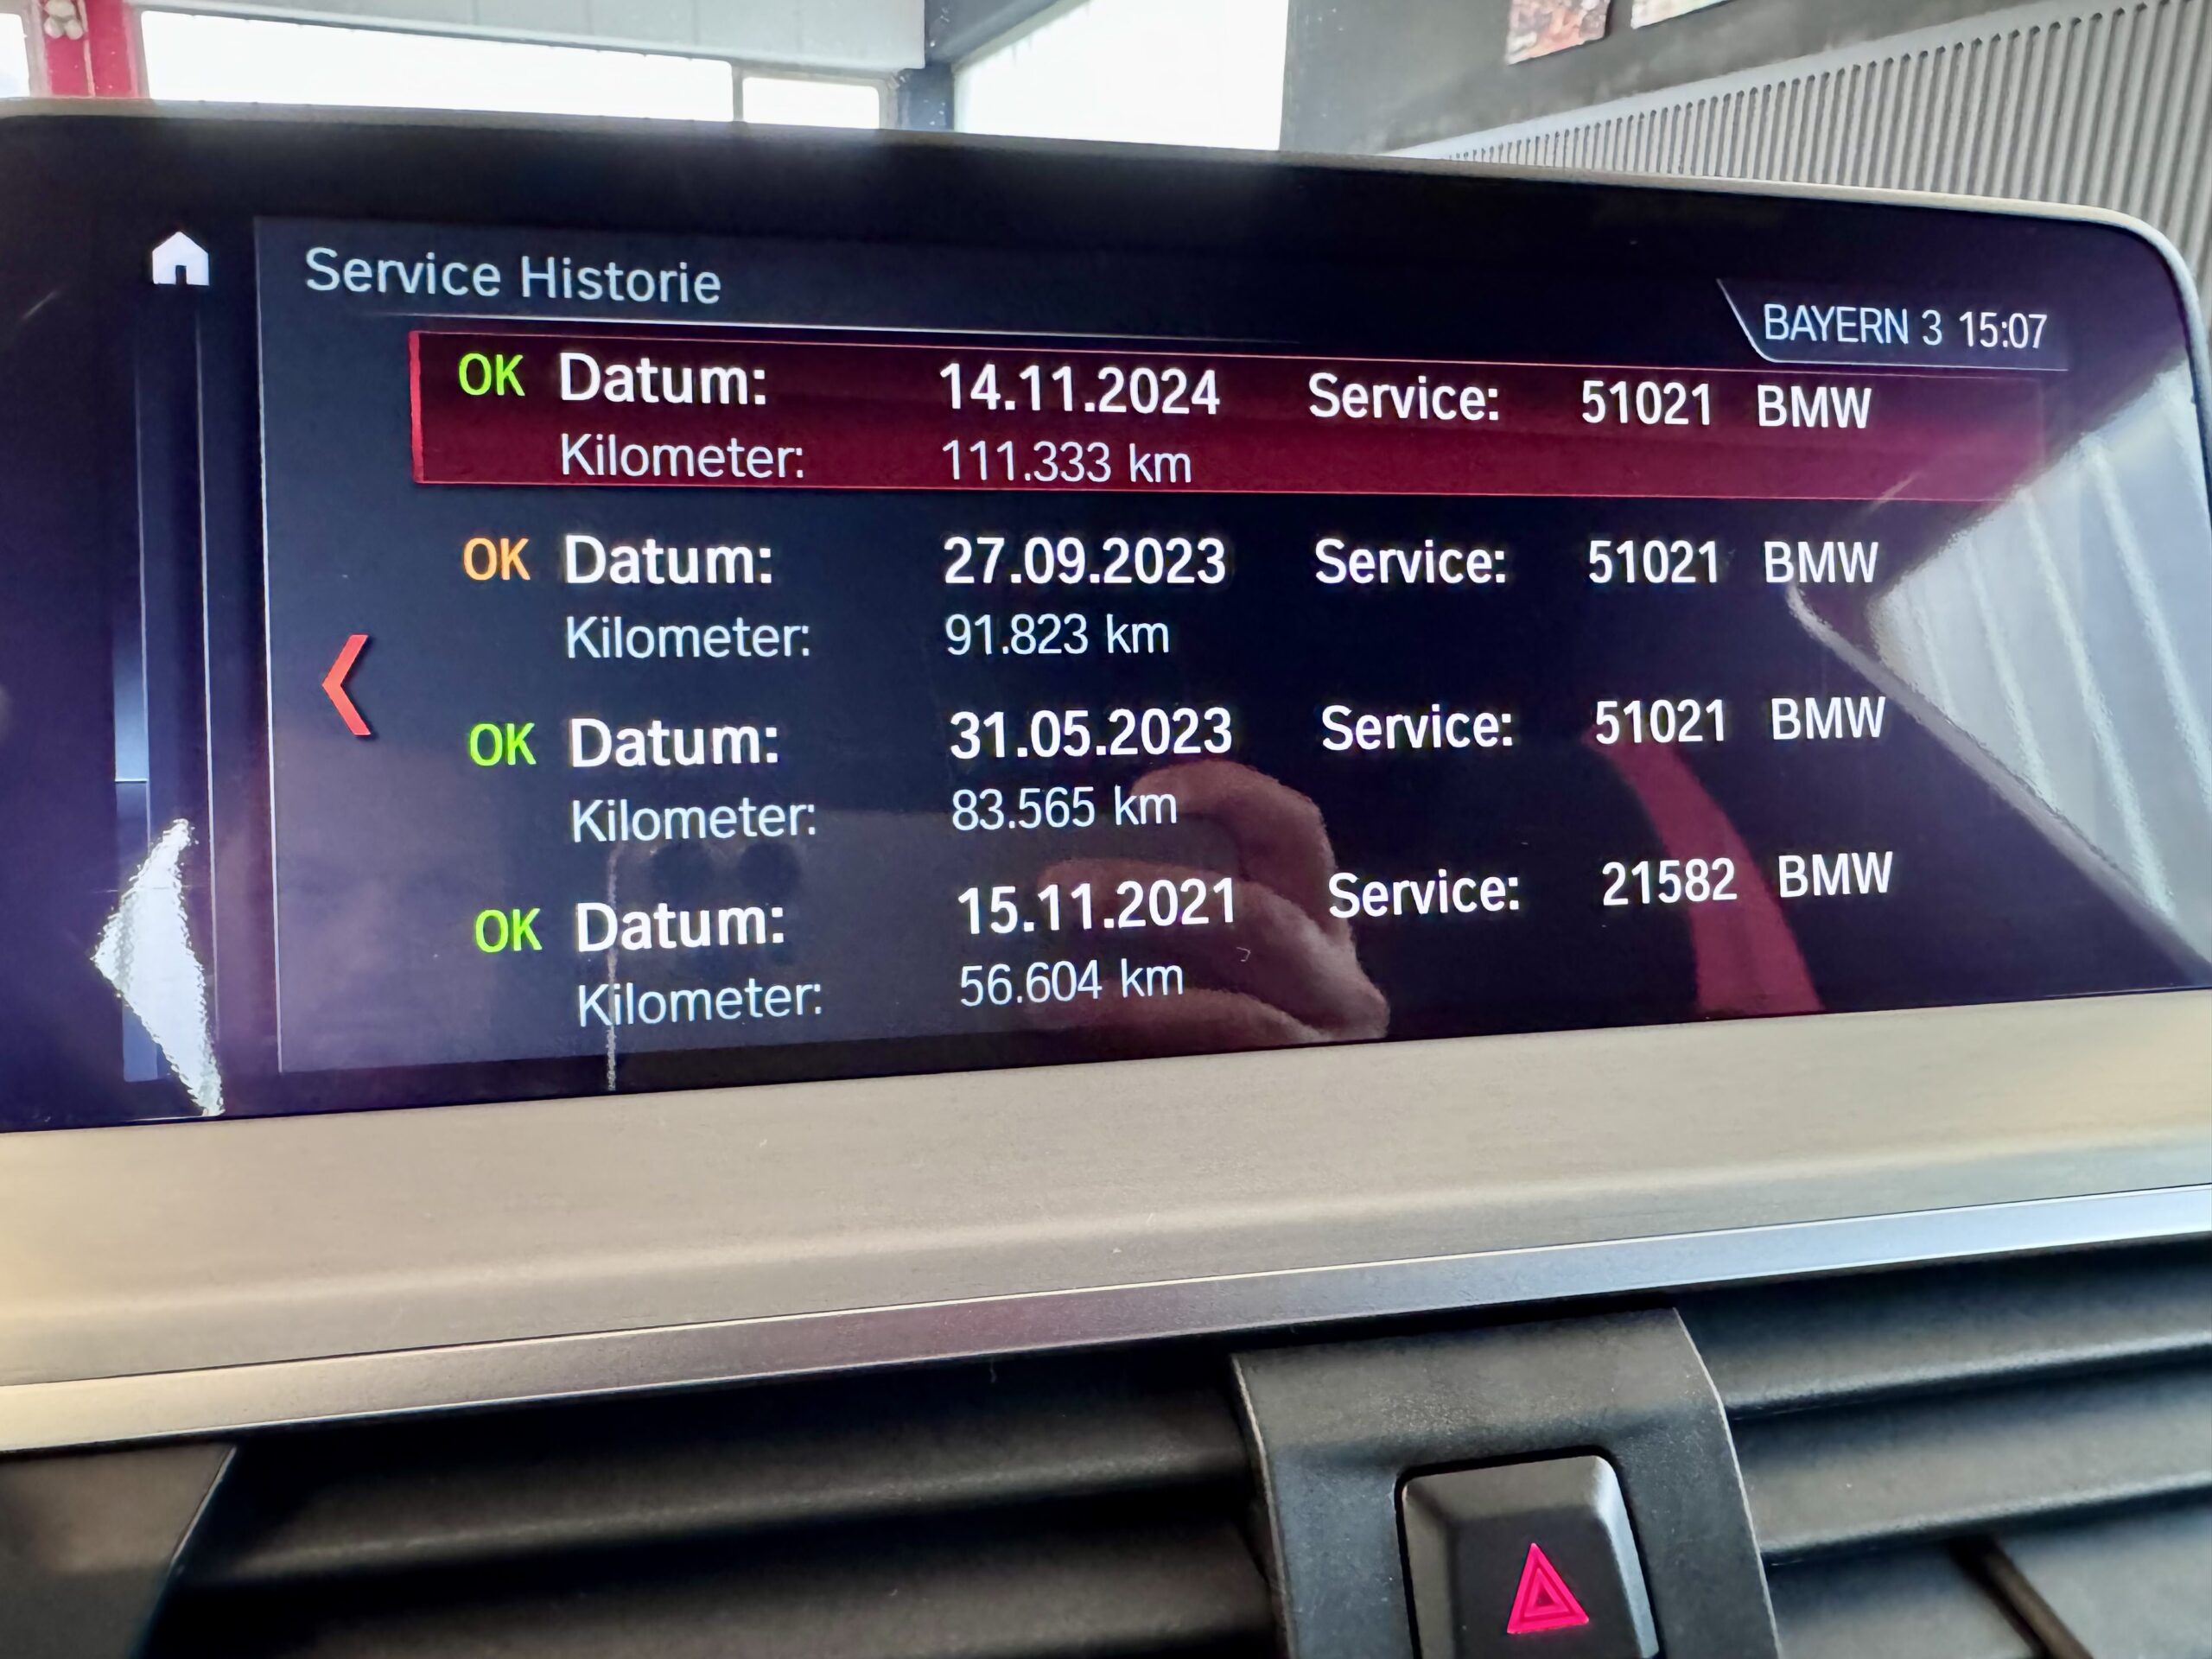 Service Historie
BAYERN 3 15:07
OK Datum: 14.11.2024 Service: 51021 BMW
Kilometer: 111.333 km
OK Datum: 27.09.2023 Service: 51021 BMW
Kilometer: 91.823 km
OK Datum: 31.05.2023 Service: 51021 BMW
Kilometer: 83.565 km
OK Datum: 15.11.2021 Service: 21582 BMW
Kilometer: 56.604 km